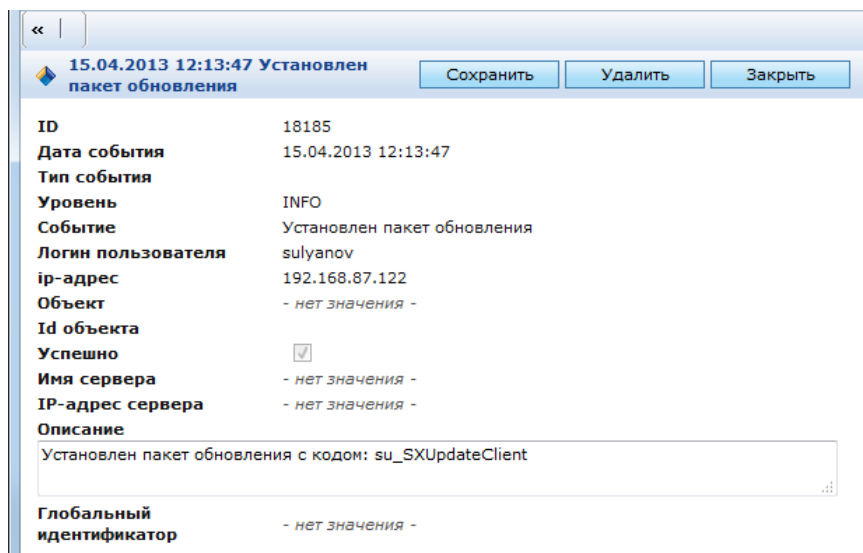 «
15.04.2013 12:13:47 Установлен
пакет обновления
Сохранить Удалить Закрыть
ID 18185
Дата события 15.04.2013 12:13:47
Тип события
Уровень INFO
Событие Установлен пакет обновления
Логин пользователя sulyanov
ip-адрес 192.168.87.122
Объект - нет значения -
Id объекта
Успешно
Имя сервера - нет значения -
IP-адрес сервера - нет значения -
Описание
Установлен пакет обновления с кодом: su_SXUpdateClient
Глобальный
идентификатор - нет значения -